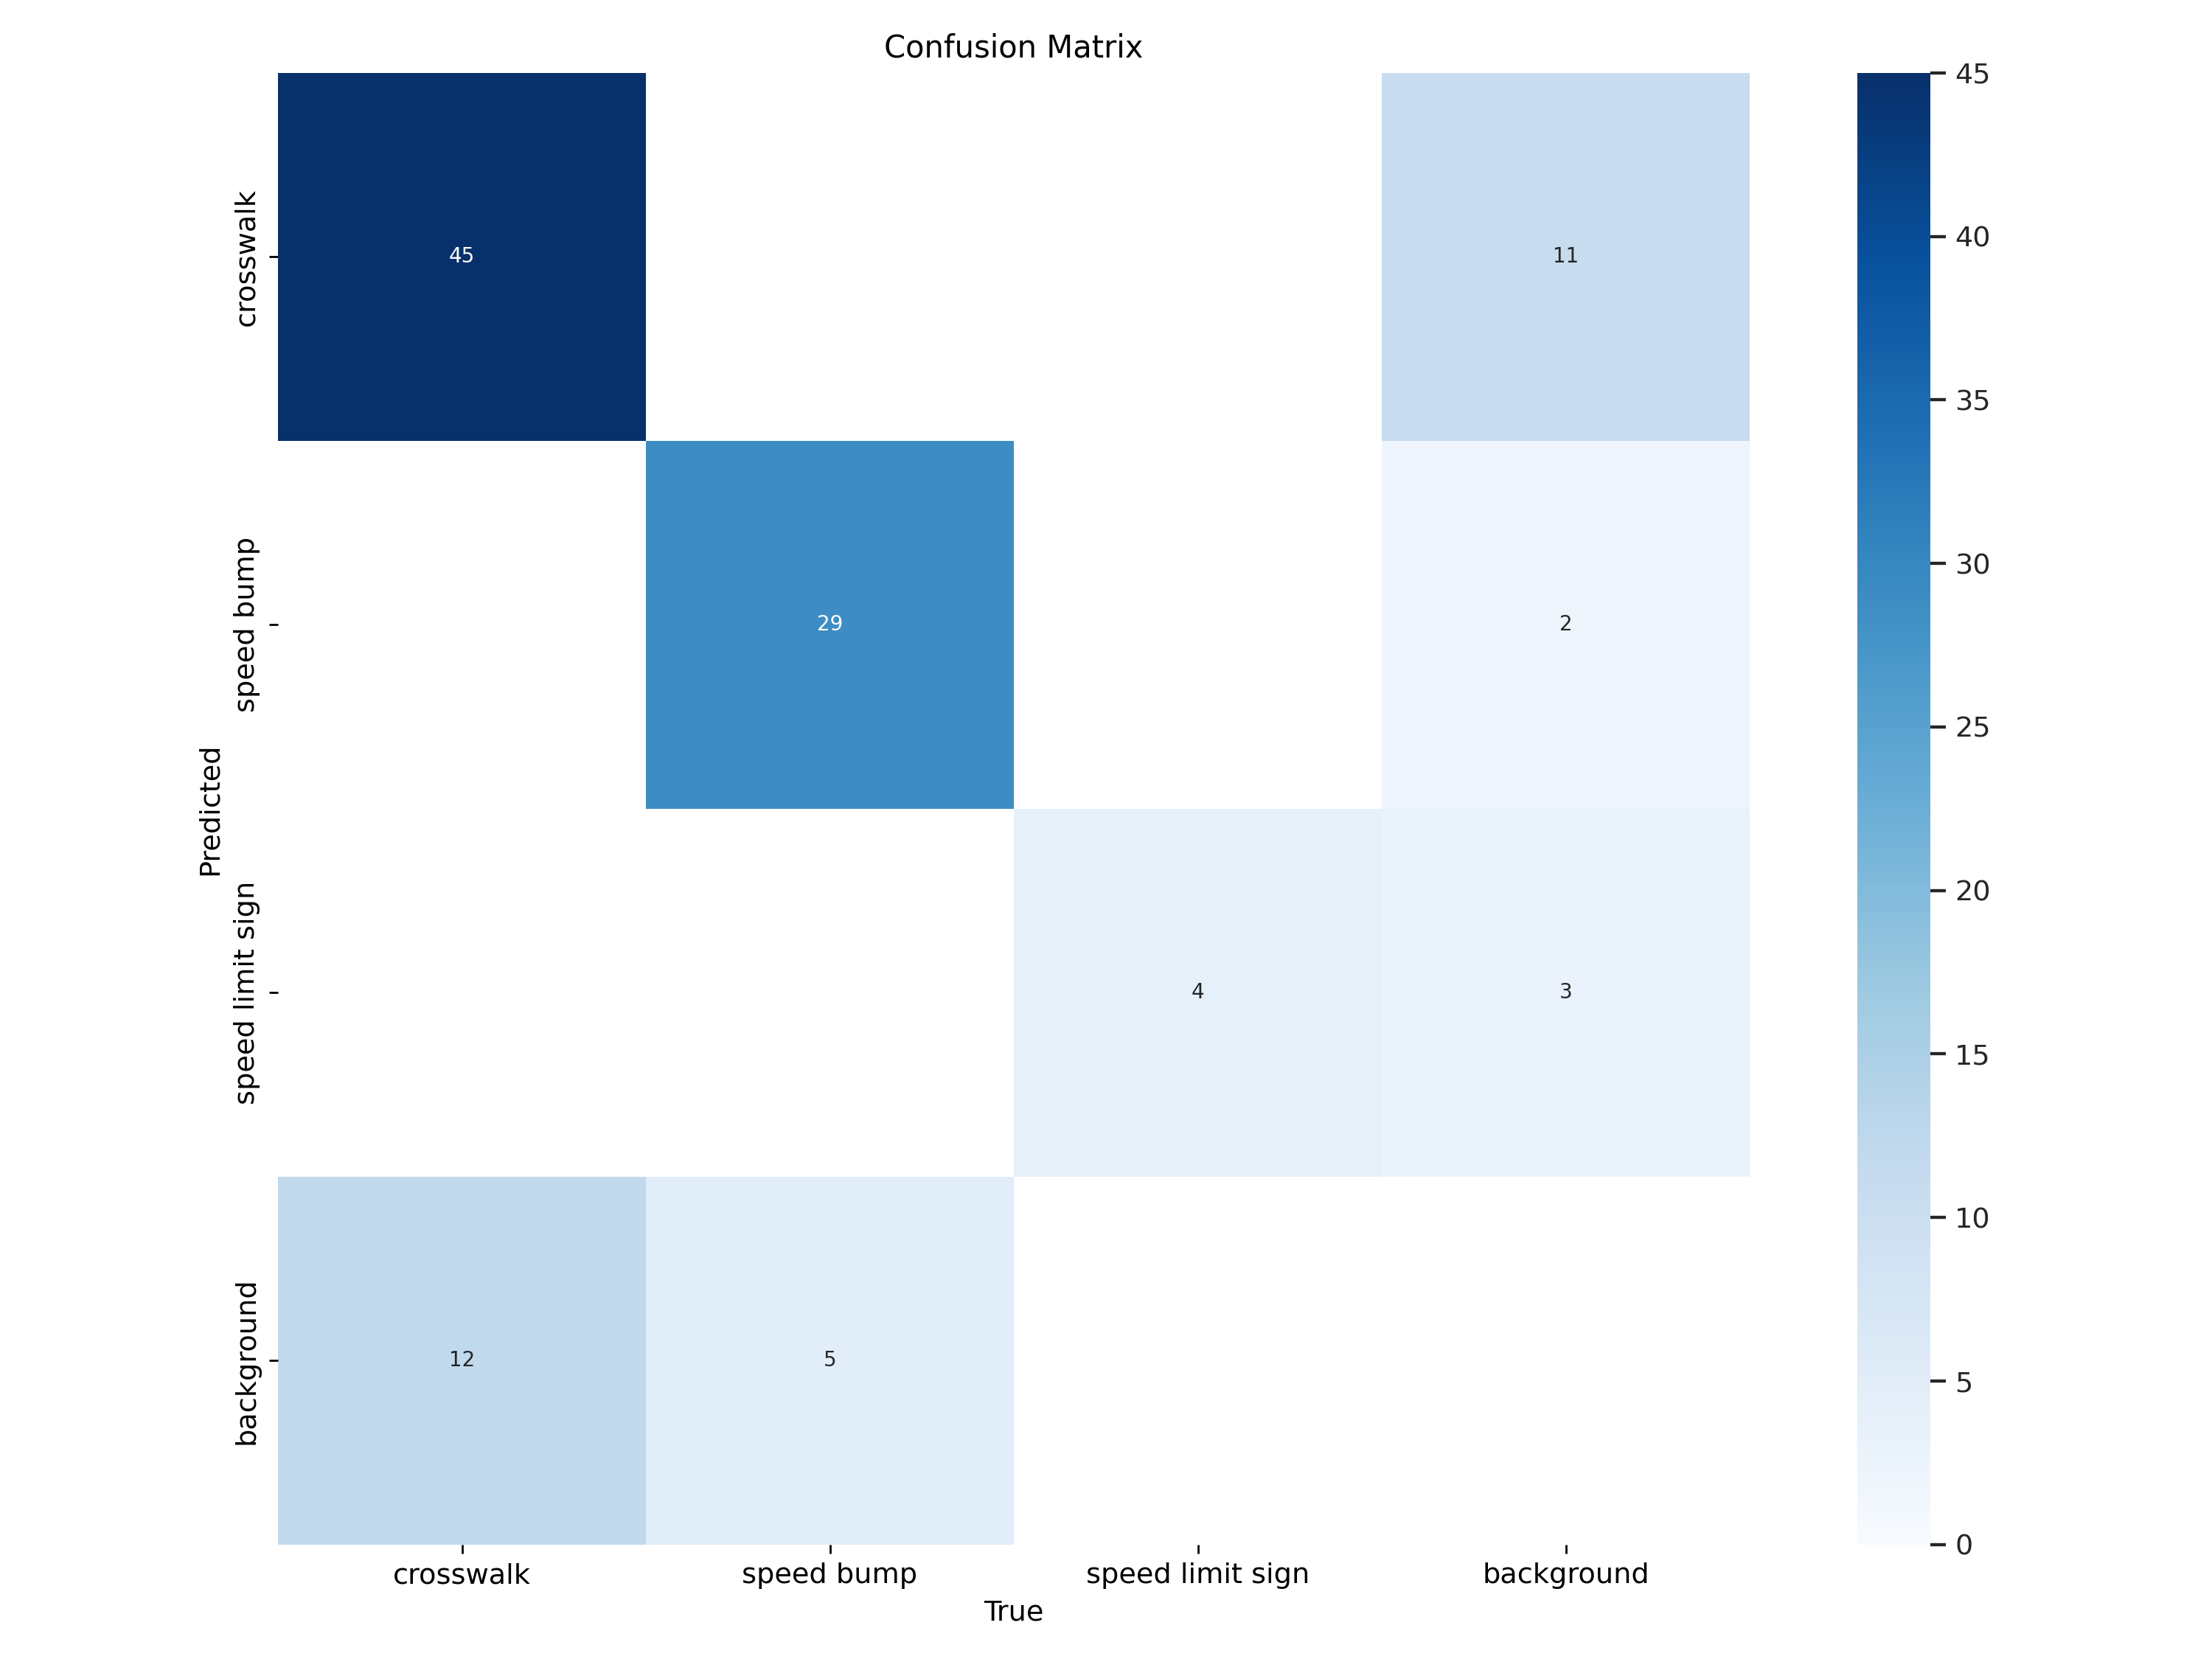 Confusion Matrix
crosswalk
45
11
speed bump
29
2
speed limit sign
4
3
background
12
5
Predicted
crosswalk
speed bump
speed limit sign
background
True
45
40
35
30
25
20
15
10
5
0